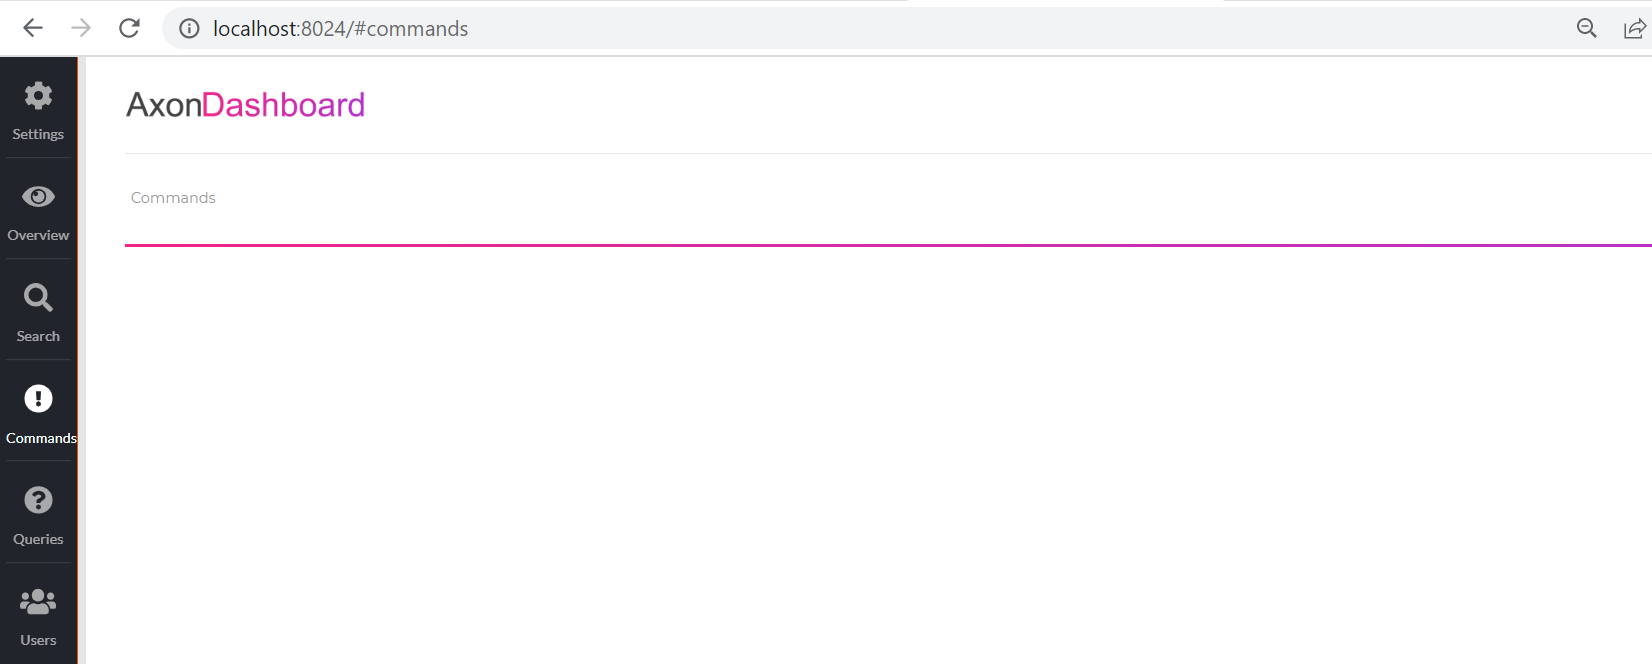 localhost:8024/#commands
AxonDashboard
Settings
Commands
Overview
Search
Commands
Queries
Users